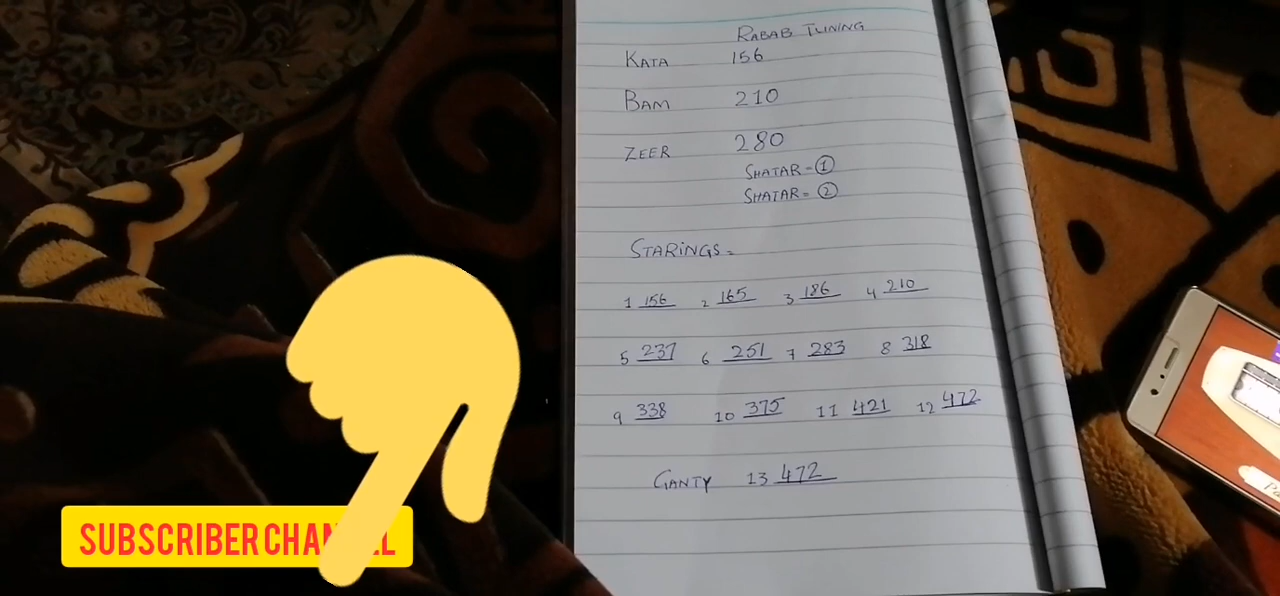 RABAB TUNING
KATA 156
BAM 210
ZEER 280
SHATAR = ①
SHATAR = ②
STARINGS =
1 156 2 165 3 186 4 210
5 237 6 251 7 283 8 318
9 338 10 375 11 421 12 472
GANTY 13 472
SUBSCRIBER